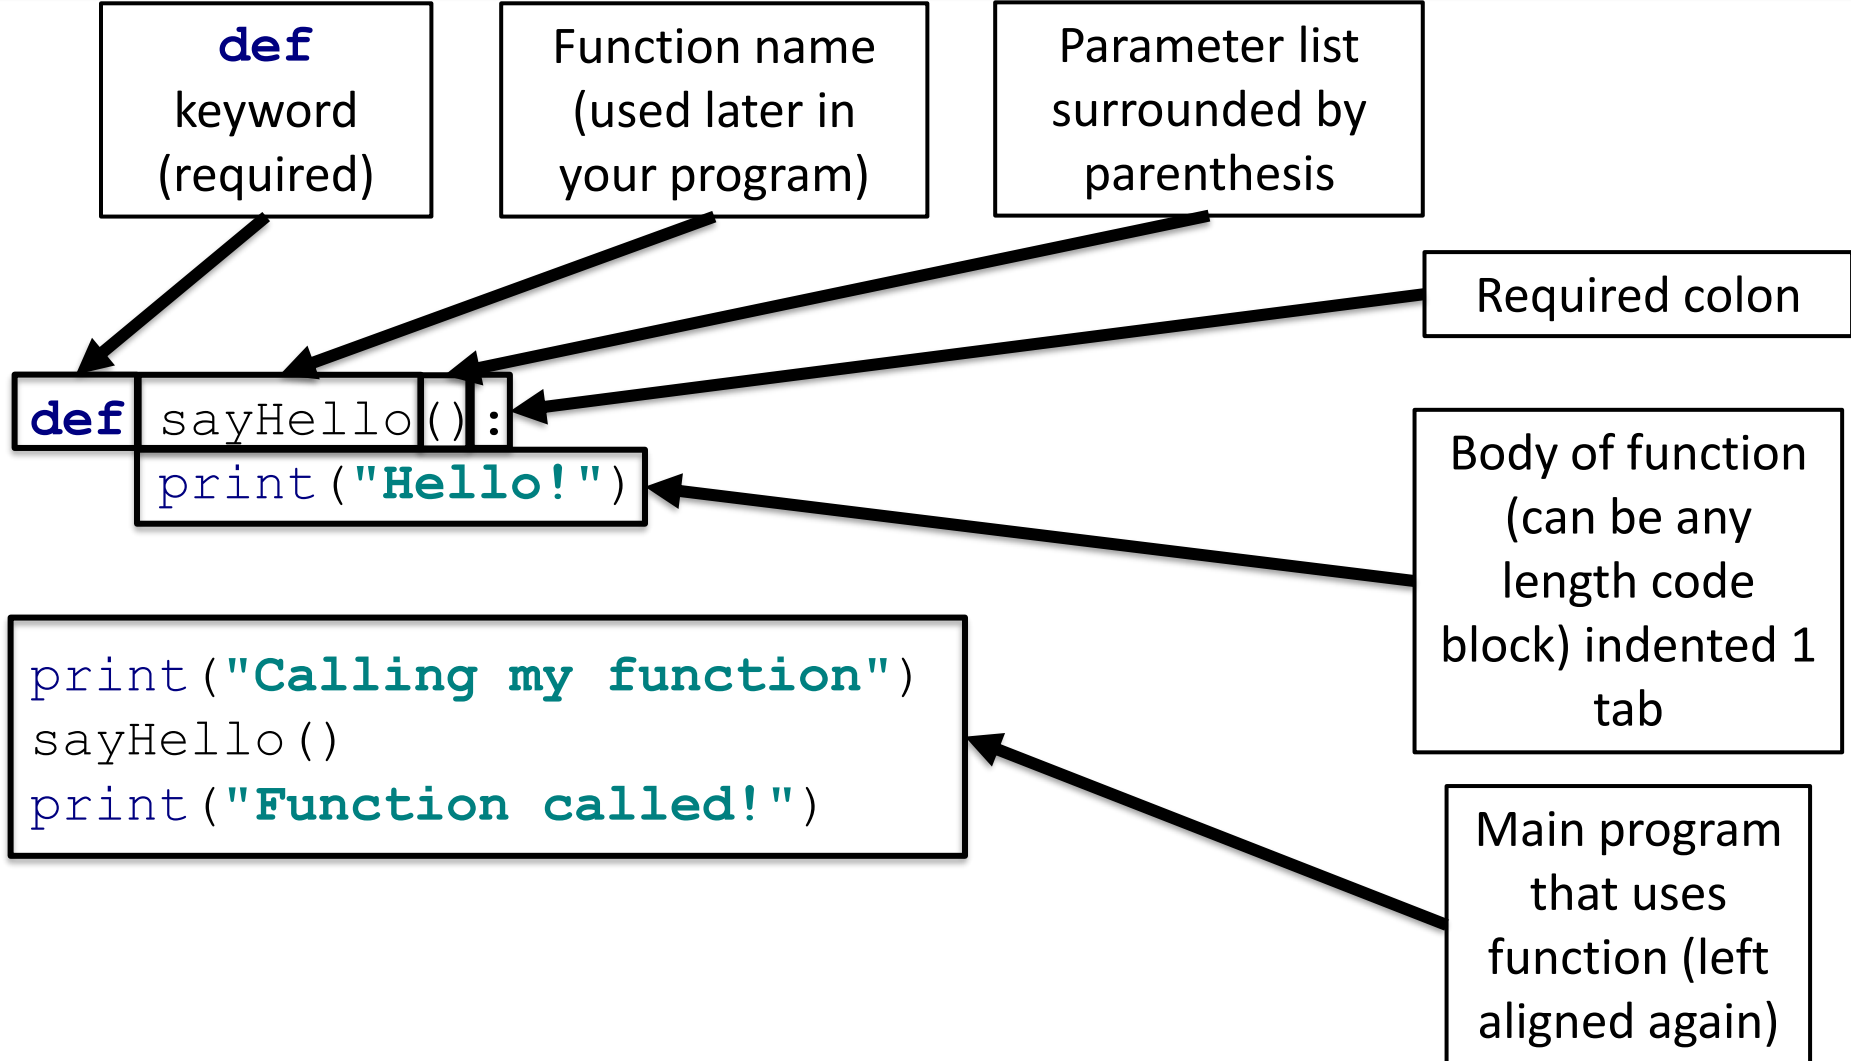 def
keyword
(required)
Function name
(used later in
your program)
Parameter list
surrounded by
parenthesis
Required colon
def sayHello():
print("Hello!")
Body of function
(can be any
length code
block) indented 1
tab
print("Calling my function")
sayHello()
print("Function called!")
Main program
that uses
function (left
aligned again)